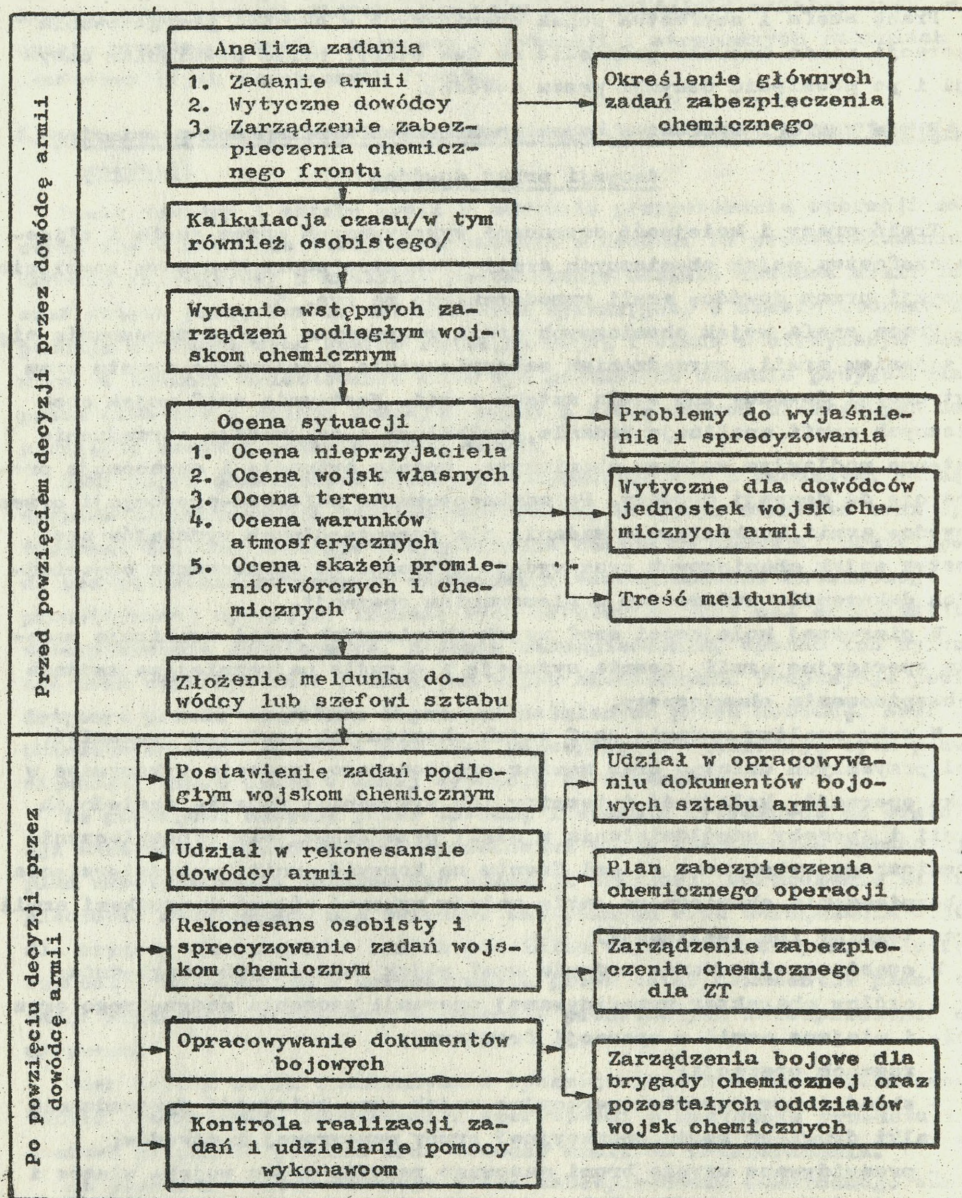 Przed powzięciem decyzji przez dowódcę armii
Analiza zadania
1. Zadanie armii
2. Wytyczne dowódcy
3. Zarządzenie zabez-
pieczenia chemicz-
nego frontu
Określenie głównych
zadań zabezpieczenia
chemicznego
Kalkulacja czasu/w tym
również osobistego/
Wydanie wstępnych za-
rządzeń podległym woj-
skom chemicznym
Ocena sytuacji
1. Ocena nieprzyjaciela
2. Ocena wojsk własnych
3. Ocena terenu
4. Ocena warunków
atmosferycznych
5. Ocena skażeń promie-
niotwórczych i che-
micznych
Problemy do wyjaśnie-
nia i sprecyzowania
Wytyczne dla dowódców
jednostek wojsk che-
micznych armii
Treść meldunku
Złożenie meldunku do-
wódcy lub szefowi sztabu
Po powzięciu decyzji przez
dowódcę armii
Postawienie zadań podle-
głym wojskom chemicznym
Udział w rekonesansie
dowódcy armii
Rekonesans osobisty i
sprecyzowanie zadań wojs-
kom chemicznym
Opracowywanie dokumentów
bojowych
Kontrola realizacji za-
dań i udzielanie pomocy
wykonawcom
Udział w opracowywa-
niu dokumentów bojo-
wych sztabu armii
Plan zabezpieczenia
chemicznego operacji
Zarządzenie zabezpie-
czenia chemicznego
dla ZT
Zarządzenia bojowe dla
brygady chemicznej oraz
pozostałych oddziałów
wojsk chemicznych